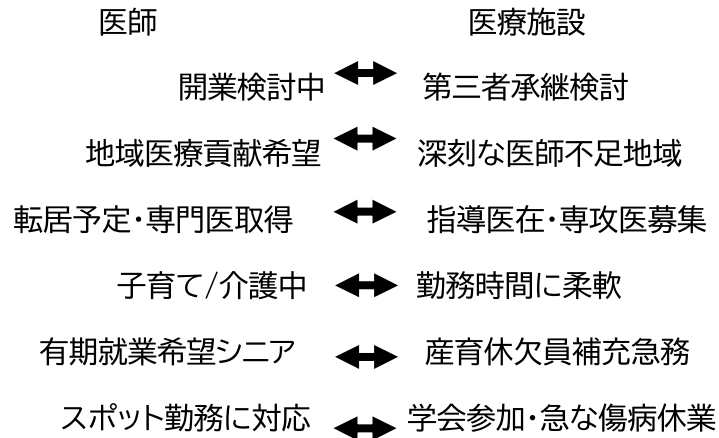 医師 医療施設
開業検討中 第三者承継検討
地域医療貢献希望 深刻な医師不足地域
転居予定・専門医取得 指導医在・専攻医募集
子育て/介護中 勤務時間に柔軟
有期就業希望シニア 産育休欠員補充急務
スポット勤務に対応 学会参加・急な傷病休業